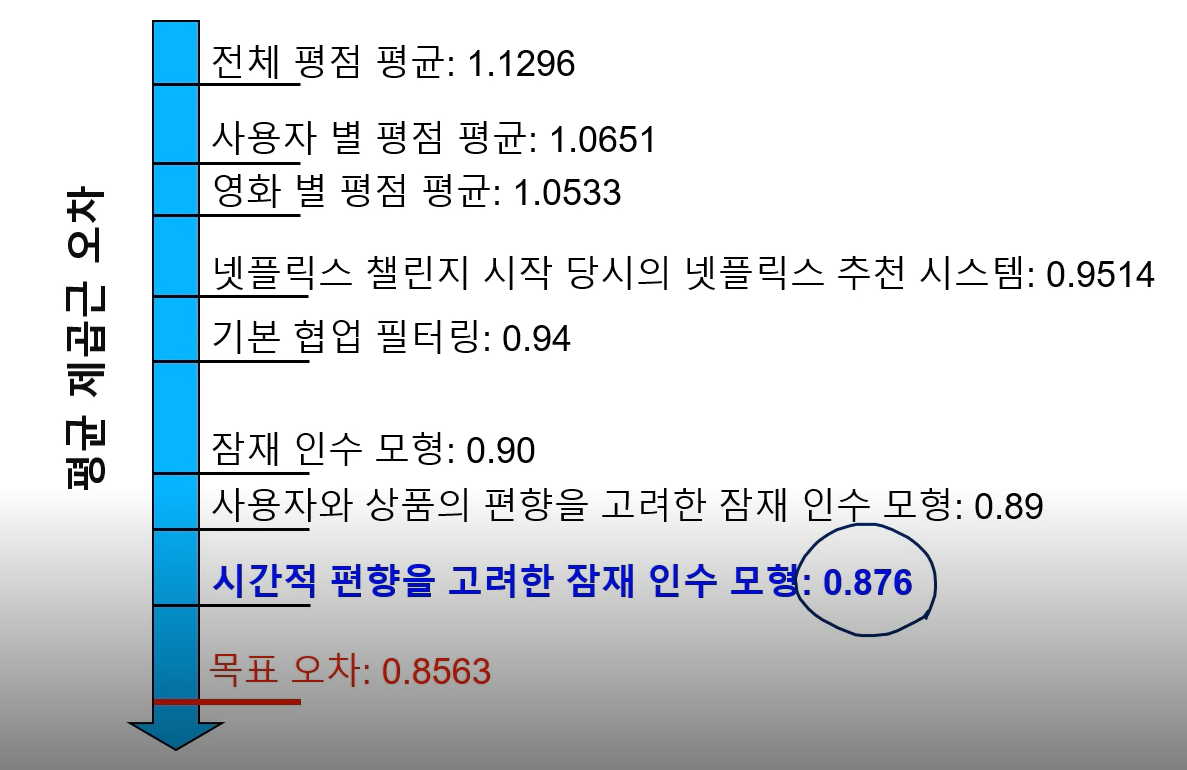 평균 제곱근 오차
전체 평점 평균: 1.1296
사용자 별 평점 평균: 1.0651
영화 별 평점 평균: 1.0533
넷플릭스 챌린지 시작 당시의 넷플릭스 추천 시스템: 0.9514
기본 협업 필터링: 0.94
잠재 인수 모형: 0.90
사용자와 상품의 편향을 고려한 잠재 인수 모형: 0.89
시간적 편향을 고려한 잠재 인수 모형: 0.876
목표 오차: 0.8563